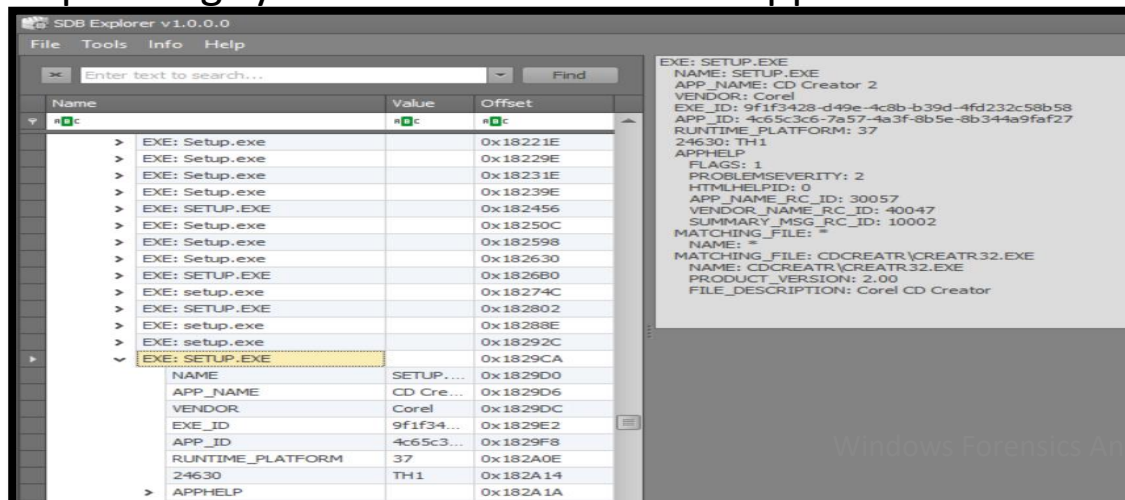 SDB Explorer v1.0.0.0
File Tools Info Help
Enter text to search... Find
Name Value Offset
ABC ABC ABC
EXE: Setup.exe 0x18221E
EXE: Setup.exe 0x18229E
EXE: Setup.exe 0x18231E
EXE: Setup.exe 0x18239E
EXE: SETUP.EXE 0x182456
EXE: Setup.exe 0x18250C
EXE: Setup.exe 0x182598
EXE: Setup.exe 0x182630
EXE: SETUP.EXE 0x1826B0
EXE: setup.exe 0x18274C
EXE: SETUP.EXE 0x182802
EXE: setup.exe 0x18288E
EXE: setup.exe 0x18292C
EXE: SETUP.EXE 0x1829CA
NAME SETUP.... 0x1829D0
APP_NAME CD Cre... 0x1829D6
VENDOR Corel 0x1829DC
EXE_ID 9f1f34... 0x1829E2
APP_ID 4c65c3... 0x1829F8
RUNTIME_PLATFORM 37 0x182A0E
24630 TH1 0x182A14
APPHELP 0x182A1A
EXE: SETUP.EXE
NAME: SETUP.EXE
APP_NAME: CD Creator 2
VENDOR: Corel
EXE_ID: 9f1f3428-d49e-4c8b-b39d-4fd232c58b58
APP_ID: 4c65c3c6-7a57-4a3f-8b5e-8b344a9faf27
RUNTIME_PLATFORM: 37
24630: TH1
APPHELP
FLAGS: 1
PROBLEMSEVERITY: 2
HTMLHELPID: 0
APP_NAME_RC_ID: 30057
VENDOR_NAME_RC_ID: 40047
SUMMARY_MSG_RC_ID: 10002
MATCHING_FILE: *
NAME: *
MATCHING_FILE: CDCREATR\CREATR32.EXE
NAME: CDCREATR\CREATR32.EXE
PRODUCT_VERSION: 2.00
FILE_DESCRIPTION: Corel CD Creator
Windows Forensics An